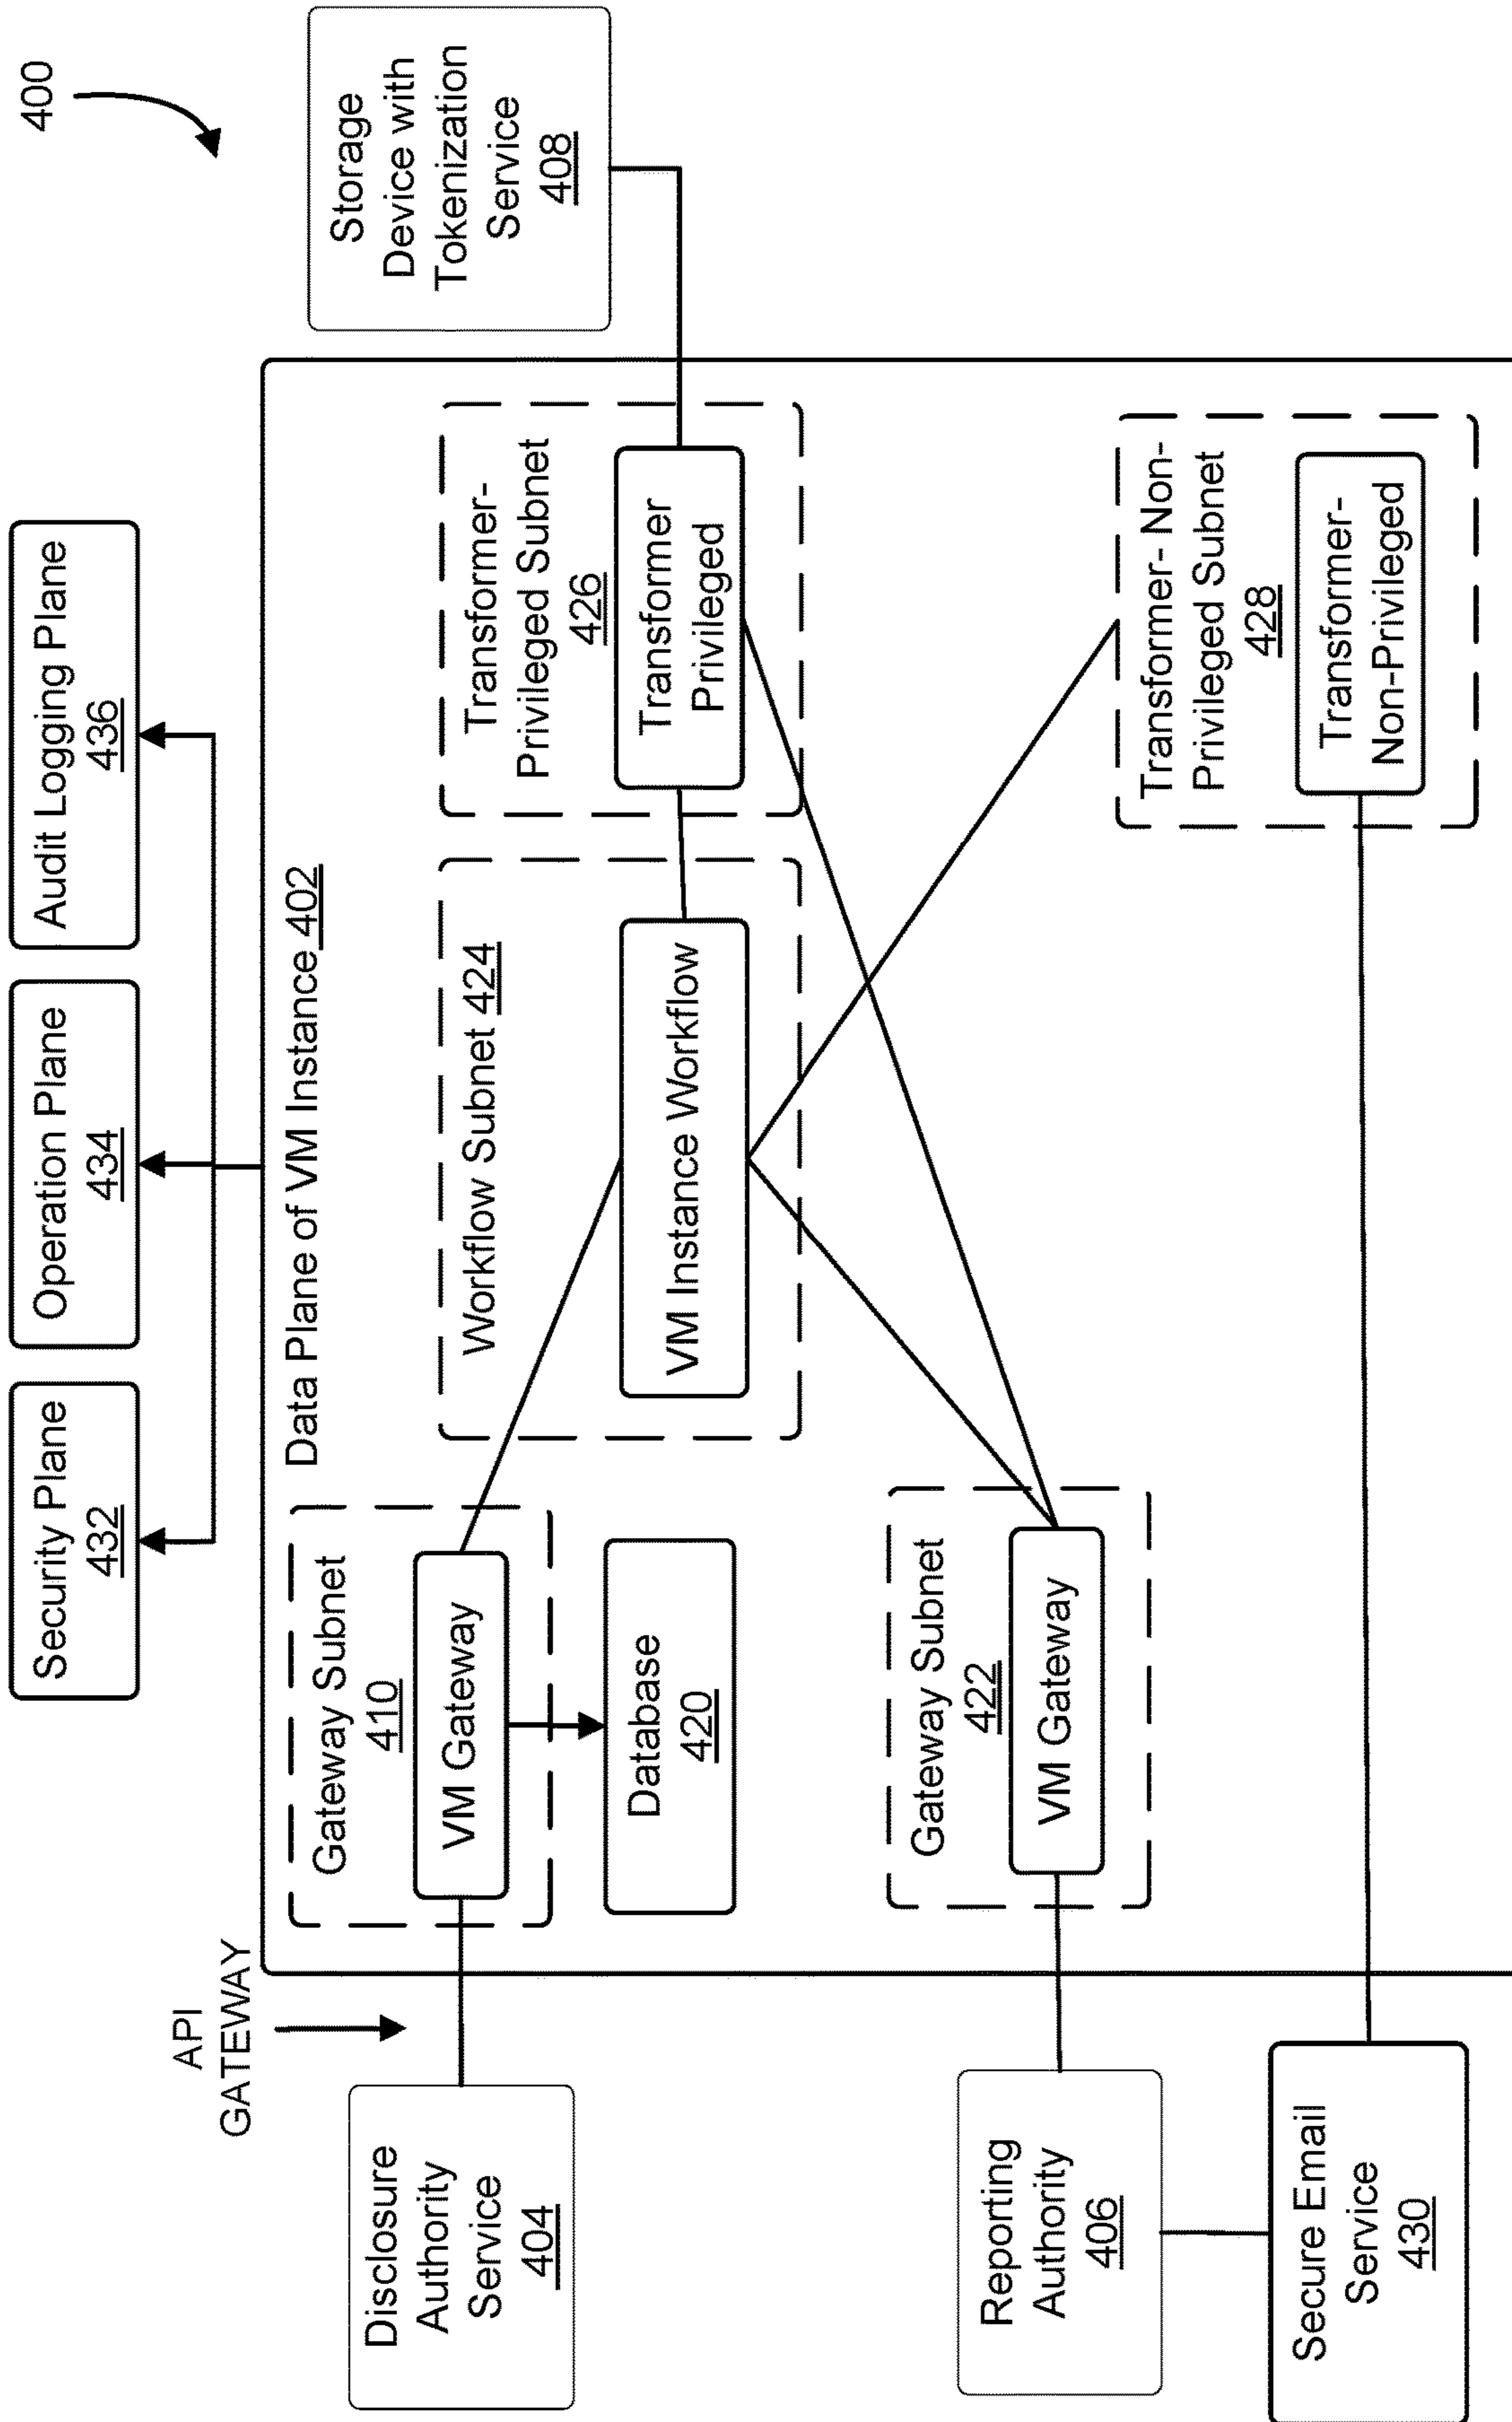 400
Security Plane
432
Operation Plane
434
Audit Logging Plane
436
API
GATEWAY
Data Plane of VM Instance 402
Disclosure
Authority
Service
404
Gateway Subnet
410
VM Gateway
Database
420
Workflow Subnet 424
VM Instance Workflow
Transformer-
Privileged Subnet
426
Transformer
Privileged
Storage
Device with
Tokenization
Service
408
Reporting
Authority
406
Gateway Subnet
422
VM Gateway
Transformer- Non-
Privileged Subnet
428
Transformer-
Non-Privileged
Secure Email
Service
430